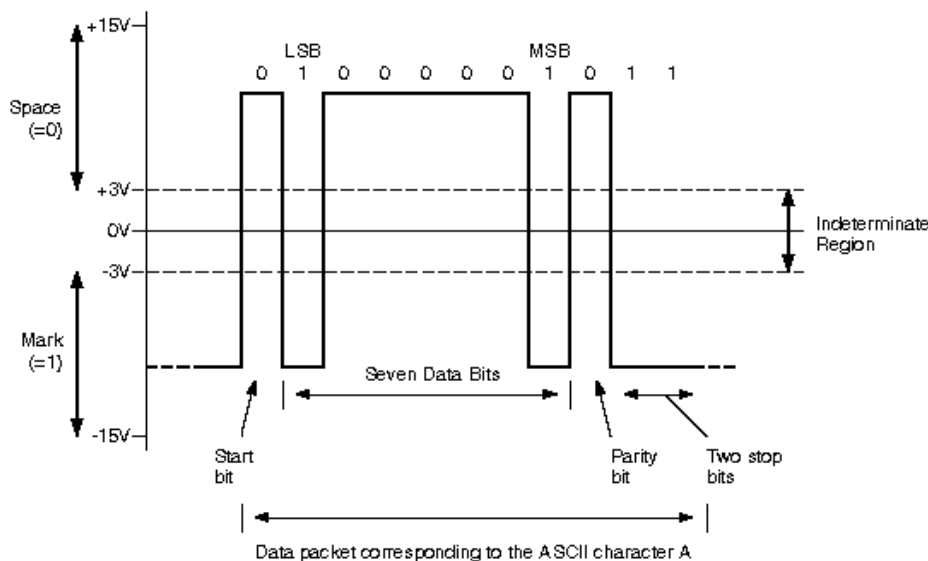 +15V
LSB MSB
0 1 0 0 0 0 0 1 0 1 1
Space
(=0)
+3V
0V
Indeterminate
Region
-3V
Mark
(=1)
Seven Data Bits
-15V
Start
bit
Parity
bit
Two stop
bits
Data packet corresponding to the ASCII character A